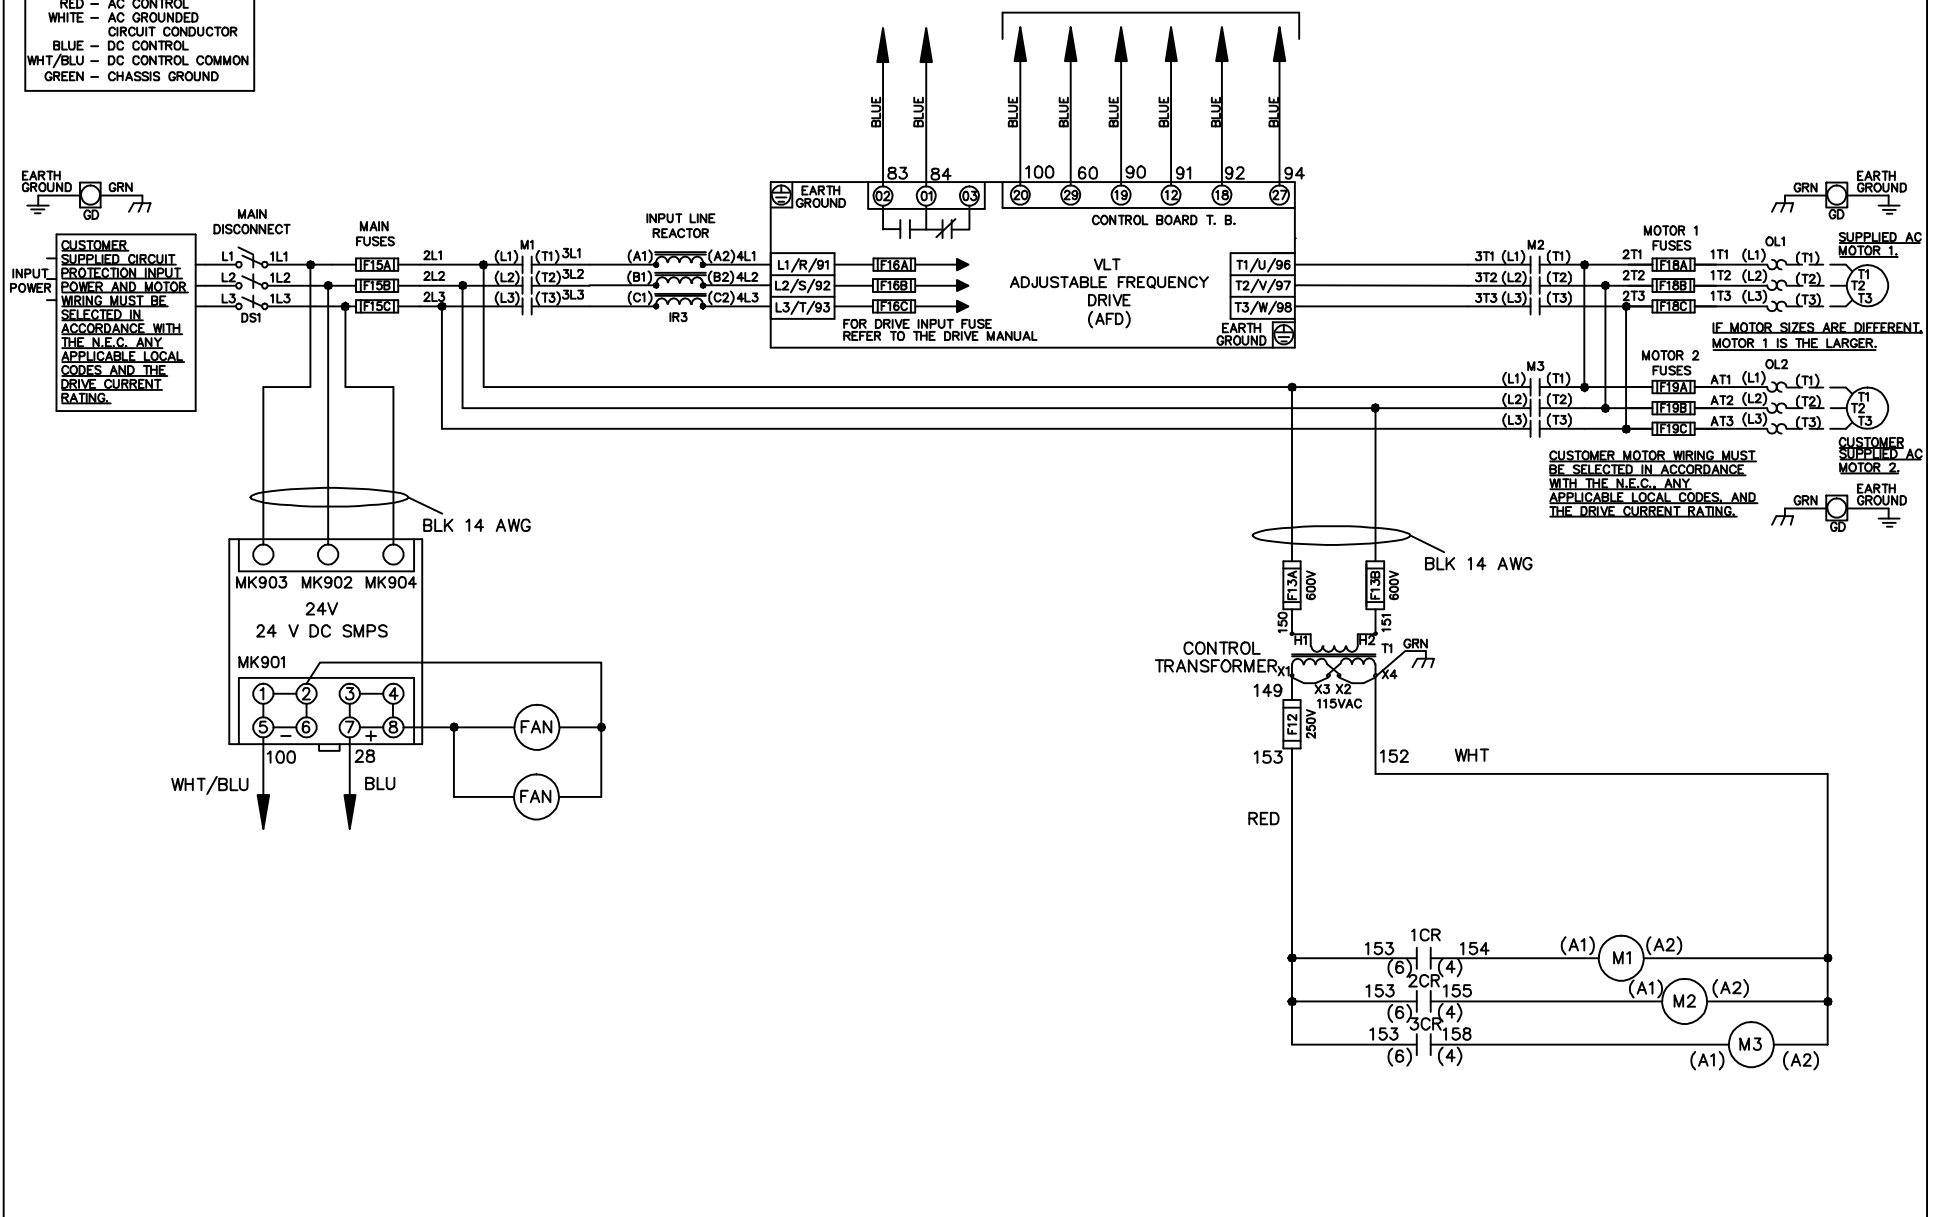 RED – AC CONTROL
WHITE – AC GROUNDED
CIRCUIT CONDUCTOR
BLUE – DC CONTROL
WHT/BLU – DC CONTROL COMMON
GREEN – CHASSIS GROUND
BLUE
BLUE
BLUE
BLUE
BLUE
BLUE
BLUE
BLUE
83
84
100
60
90
91
92
94
EARTH
GROUND
GRN
GD
EARTH
GROUND
02
01
03
20
29
19
12
18
27
CONTROL BOARD T. B.
GRN
EARTH
GROUND
GD
MAIN
DISCONNECT
MAIN
FUSES
INPUT LINE
REACTOR
MOTOR 1
FUSES
SUPPLIED AC
MOTOR 1.
INPUT
POWER
CUSTOMER
SUPPLIED CIRCUIT
PROTECTION INPUT
POWER AND MOTOR
WIRING MUST BE
SELECTED IN
ACCORDANCE WITH
THE N.E.C. ANY
APPLICABLE LOCAL
CODES AND THE
DRIVE CURRENT
RATING.
L1
1L1
F15A
2L1
M1
(L1)
(T1)
3L1
(A1)
(A2)
4L1
L1/R/91
F16A
L2
1L2
F15B
2L2
(L2)
(T2)
3L2
(B1)
(B2)
4L2
L2/S/92
F16B
L3
1L3
DS1
F15C
2L3
(L3)
(T3)
3L3
(C1)
(C2)
4L3
IR3
L3/T/93
F16C
VLT
ADJUSTABLE FREQUENCY
DRIVE
(AFD)
FOR DRIVE INPUT FUSE
REFER TO THE DRIVE MANUAL
EARTH
GROUND
T1/U/96
T2/V/97
T3/W/98
M2
3T1
(L1)
(T1)
2T1
F18A
1T1
(L1)
OL1
(T1)
3T2
(L2)
(T2)
2T2
F18B
1T2
(L2)
(T2)
3T3
(L3)
(T3)
2T3
F18C
1T3
(L3)
(T3)
T1
T2
T3
IF MOTOR SIZES ARE DIFFERENT,
MOTOR 1 IS THE LARGER.
MOTOR 2
FUSES
M3
(L1)
(T1)
F19A
AT1
(L1)
OL2
(T1)
(L2)
(T2)
F19B
AT2
(L2)
(T2)
(L3)
(T3)
F19C
AT3
(L3)
(T3)
T1
T2
T3
CUSTOMER
SUPPLIED AC
MOTOR 2.
CUSTOMER MOTOR WIRING MUST
BE SELECTED IN ACCORDANCE
WITH THE N.E.C., ANY
APPLICABLE LOCAL CODES, AND
THE DRIVE CURRENT RATING.
GRN
EARTH
GROUND
GD
BLK 14 AWG
MK903
MK902
MK904
24V
24 V DC SMPS
MK901
1
2
3
4
5
6
7
8
–
+
100
28
WHT/BLU
BLU
FAN
FAN
BLK 14 AWG
F13A
600V
F13B
600V
150
151
H1
H2
T1
GRN
CONTROL
TRANSFORMER
X1
X3
X2
X4
115VAC
149
F12
250V
153
152
WHT
RED
1CR
153
154
(6)
(4)
(A1)
M1
(A2)
2CR
153
155
(6)
(4)
(A1)
M2
(A2)
3CR
153
158
(6)
(4)
(A1)
M3
(A2)